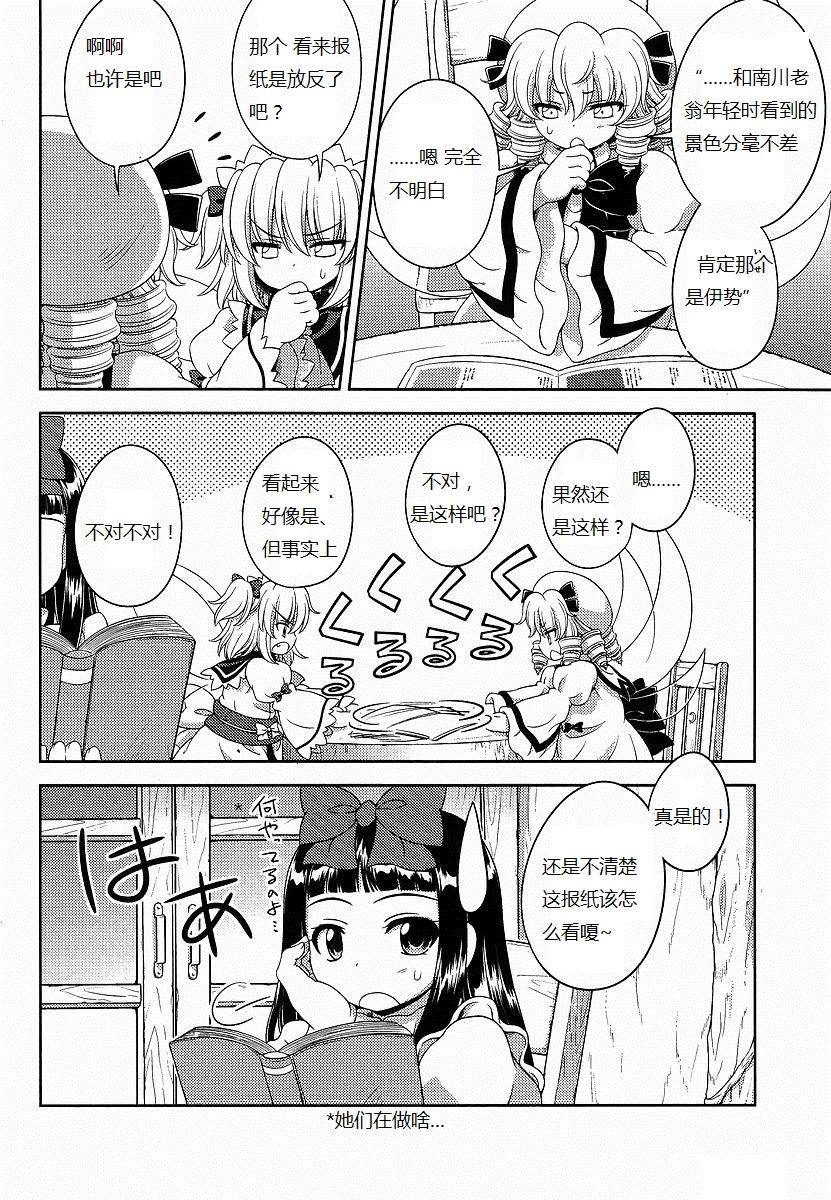 “……和南川老
翁年轻时看到的
景色分毫不差
肯定那个
是伊势”
……嗯 完全
不明白
那个 看来报
纸是放反了
吧？
啊啊
也许是吧
嗯……
果然还
是这样？
不对，
是这样吧？
くるくるくるくる
看起来
好像是、
但事实上
不对不对！
真是的！
还是不清楚
这报纸该怎
么看嗄~
*何やってるのよ…
はあぁ
*她们在做啥...